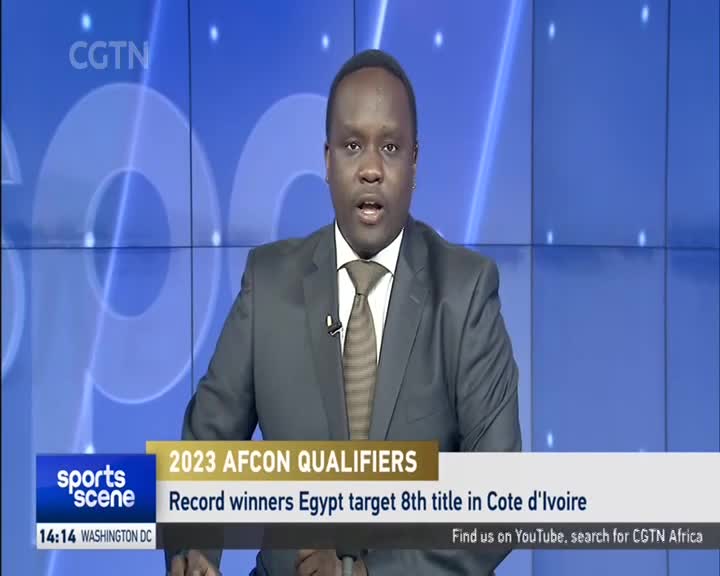 CGTN
spo
2023 AFCON QUALIFIERS
Record winners Egypt target 8th title in Cote d'Ivoire
sports
scene
14:14 WASHINGTON DC
Find us on YouTube, search for CGTN Africa